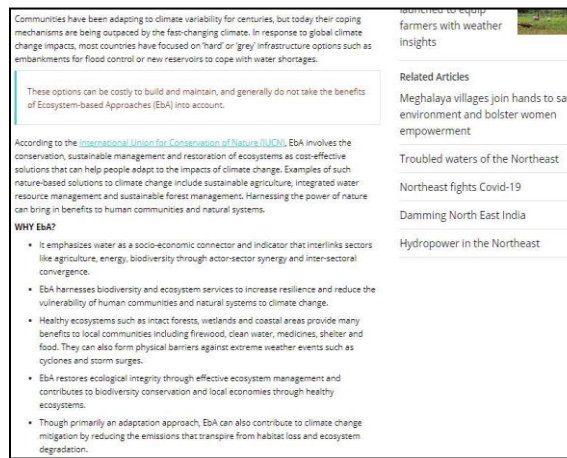 Communities have been adapting to climate variability for centuries, but today their coping
mechanisms are being outpaced by the fast-changing climate. In response to global climate
change impacts, most countries have focused on 'hard' or 'grey' infrastructure options such as
embankments for flood control or new reservoirs to cope with water shortages.
These options can be costly to build and maintain, and generally do not take the benefits
of Ecosystem-based Approaches (EbA) into account.
According to the International Union for Conservation of Nature (IUCN), EbA involves the
conservation, sustainable management and restoration of ecosystems as cost-effective
solutions that can help people adapt to the impacts of climate change. Examples of such
nature-based solutions to climate change include sustainable agriculture, integrated water
resource management and sustainable forest management. Harnessing the power of nature
can bring in benefits to human communities and natural systems.
WHY EbA?
• It emphasizes water as a socio-economic connector and indicator that interlinks sectors
like agriculture, energy, biodiversity through actor-sector synergy and inter-sectoral
convergence.
• EbA harnesses biodiversity and ecosystem services to increase resilience and reduce the
vulnerability of human communities and natural systems to climate change.
• Healthy ecosystems such as intact forests, wetlands and coastal areas provide many
benefits to local communities including firewood, clean water, medicines, shelter and
food. They can also form physical barriers against extreme weather events such as
cyclones and storm surges.
• EbA restores ecological integrity through effective ecosystem management and
contributes to biodiversity conservation and local economies through healthy
ecosystems.
• Though primarily an adaptation approach, EbA can also contribute to climate change
mitigation by reducing the emissions that transpire from habitat loss and ecosystem
degradation.
launched to equip
farmers with weather
insights
Related Articles
Meghalaya villages join hands to sa
environment and bolster women
empowerment
Troubled waters of the Northeast
Northeast fights Covid-19
Damming North East India
Hydropower in the Northeast